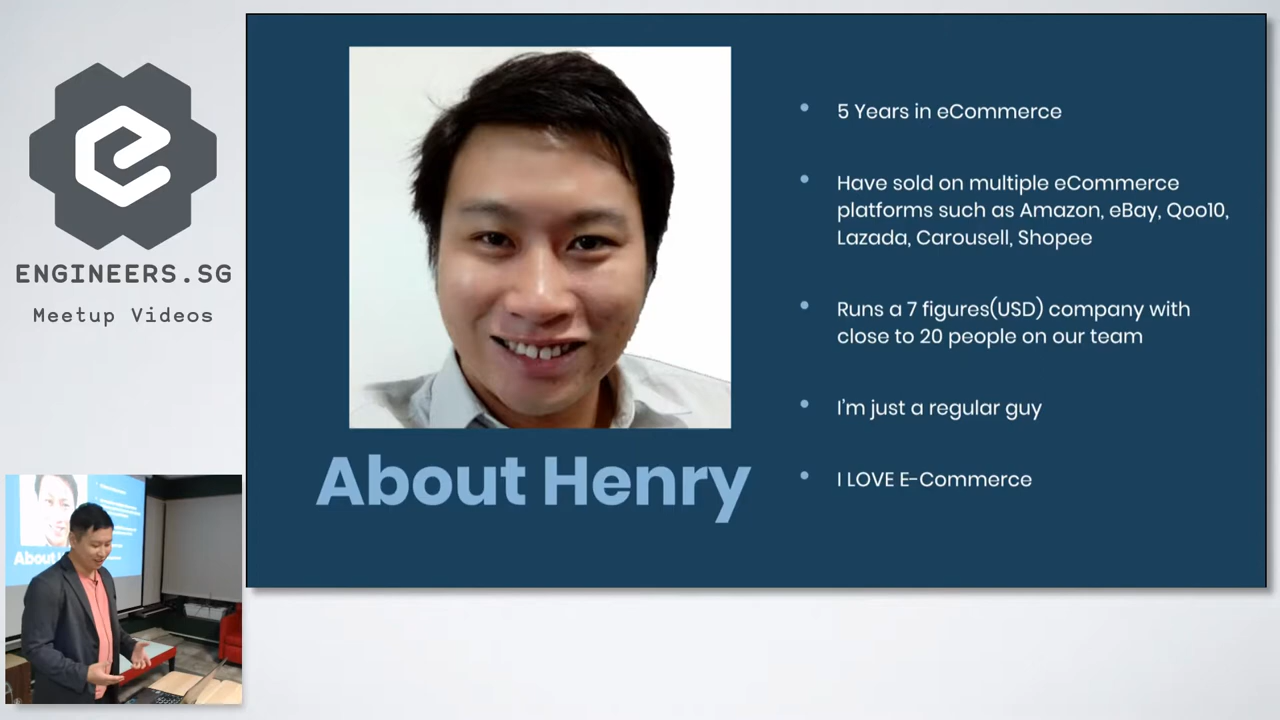 ENGINEERS.SG
Meetup Videos
About Henry
5 Years in eCommerce
Have sold on multiple eCommerce
platforms such as Amazon, eBay, Qoo10,
Lazada, Carousell, Shopee
Runs a 7 figures(USD) company with
close to 20 people on our team
I'm just a regular guy
I LOVE E-Commerce
About